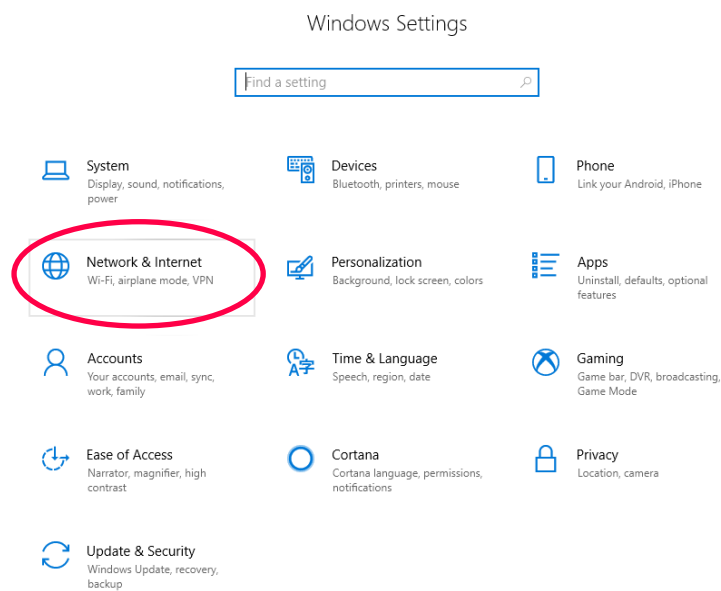 Windows Settings
Find a setting
System
Display, sound, notifications,
power
Devices
Bluetooth, printers, mouse
Phone
Link your Android, iPhone
Network & Internet
Wi-Fi, airplane mode, VPN
Personalization
Background, lock screen, colors
Apps
Uninstall, defaults, optional
features
Accounts
Your accounts, email, sync,
work, family
Time & Language
Speech, region, date
Gaming
Game bar, DVR, broadcasting,
Game Mode
Ease of Access
Narrator, magnifier, high
contrast
Cortana
Cortana language, permissions,
notifications
Privacy
Location, camera
Update & Security
Windows Update, recovery,
backup